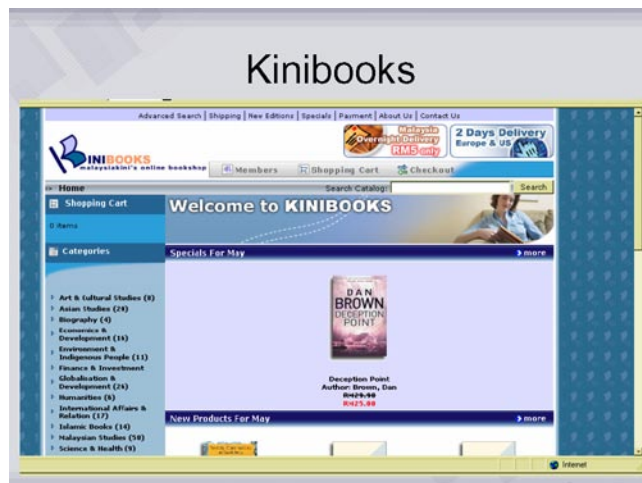 Kinibooks
Advanced Search | Shipping | New Editions | Specials | Payment | About Us | Contact Us
Malaysia
Overnight Delivery
RM5 only
2 Days Delivery
Europe & US
KINIBOOKS
malaysiakini's online bookshop
Members
Shopping Cart
Checkout
Home
Search Catalog:
Search
Shopping Cart
0 items
Welcome to KINIBOOKS
Categories
Specials For May
more
Art & Cultural Studies (8)
Asian Studies (20)
Biography (4)
Economics &
Development (16)
Environment &
Indigenous People (11)
Finance & Investment
Globalisation &
Development (26)
Humanities (6)
International Affairs &
Relation (17)
Islamic Books (14)
Malaysian Studies (50)
Science & Health (9)
DAN
BROWN
DECEPTION
POINT
Deception Point
Author: Brown, Dan
RM29.90
RM25.00
New Products For May
more
Internet